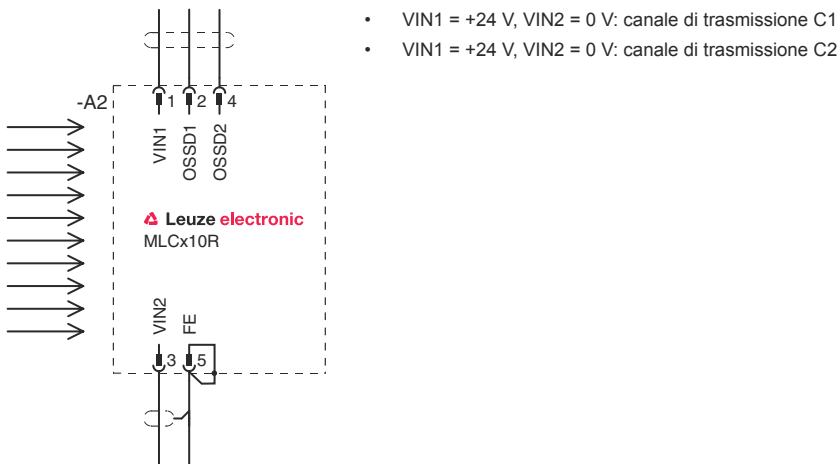 • VIN1 = +24 V, VIN2 = 0 V: canale di trasmissione C1
• VIN1 = +24 V, VIN2 = 0 V: canale di trasmissione C2
-A2
1 2 4
VIN1
OSSD1
OSSD2
Leuze electronic
MLCx10R
VIN2
FE
3 5